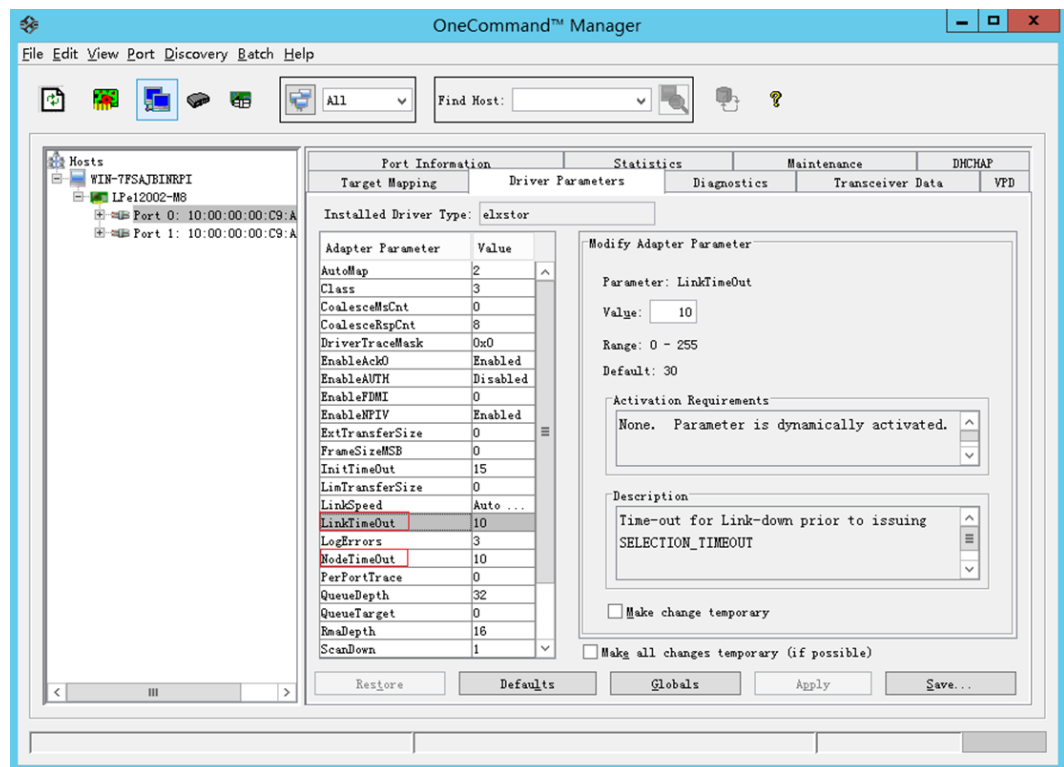 OneCommand™ Manager
File Edit View Port Discovery Batch Help
All
Find Host:
Hosts
WIN-7FSAJBINRPI
LPe12002-M8
Port 0: 10:00:00:00:C9:A
Port 1: 10:00:00:00:C9:A
Port Information Statistics Maintenance DHCHAP
Target Mapping Driver Parameters Diagnostics Transceiver Data VPD
Installed Driver Type: elxstor
Adapter Parameter Value
AutoMap 2
Class 3
CoalesceMsCnt 0
CoalesceRspCnt 8
DriverTraceMask 0x0
EnableAck0 Enabled
EnableAUTH Disabled
EnableFDMI 0
EnableNPIV Enabled
ExtTransferSize 0
FrameSizeMSB 0
InitTimeOut 15
LimTransferSize 0
LinkSpeed Auto ...
LinkTimeOut 10
LogErrors 3
NodeTimeOut 10
PerPortTrace 0
QueueDepth 32
QueueTarget 0
RmaDepth 16
ScanDown 1
Modify Adapter Parameter
Parameter: LinkTimeOut
Value: 10
Range: 0 - 255
Default: 30
Activation Requirements
None. Parameter is dynamically activated.
Description
Time-out for Link-down prior to issuing
SELECTION_TIMEOUT
Make change temporary
Make all changes temporary (if possible)
Restore Defaults Globals Apply Save...